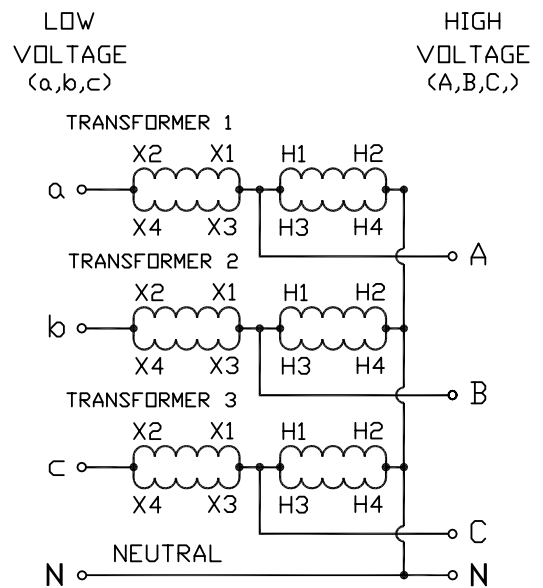 LOW HIGH
VOLTAGE VOLTAGE
(a,b,c) (A,B,C,)
TRANSFORMER 1
X2 X1 H1 H2
a
X4 X3 H3 H4
A
TRANSFORMER 2
X2 X1 H1 H2
b
X4 X3 H3 H4
B
TRANSFORMER 3
X2 X1 H1 H2
c
X4 X3 H3 H4
C
NEUTRAL
N N